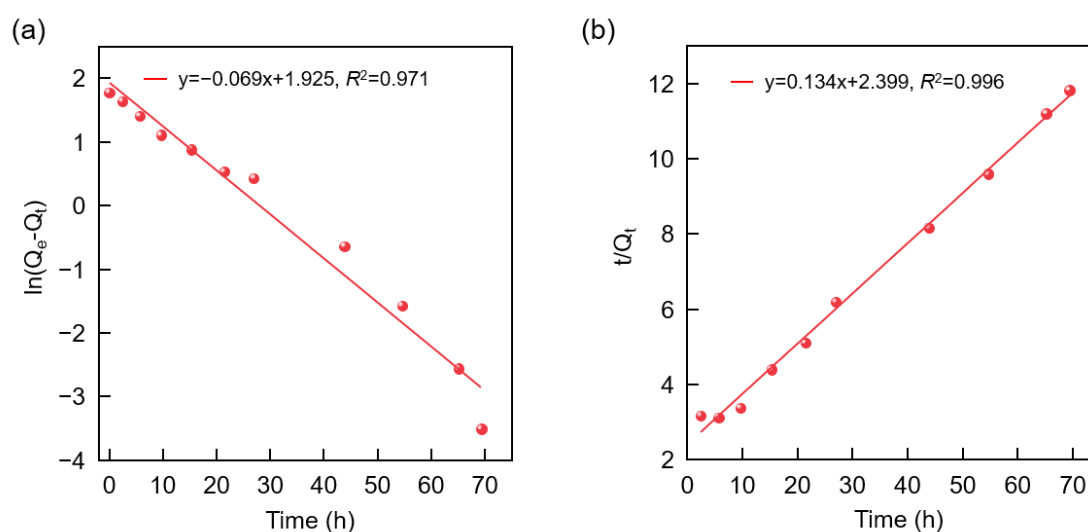 (a)
y=−0.069x+1.925, R²=0.971
2
1
0
−1
−2
−3
−4
ln(Qₑ-Qₜ)
0 10 20 30 40 50 60 70
Time (h)
(b)
y=0.134x+2.399, R²=0.996
12
10
8
6
4
2
t/Qₜ
0 10 20 30 40 50 60 70
Time (h)